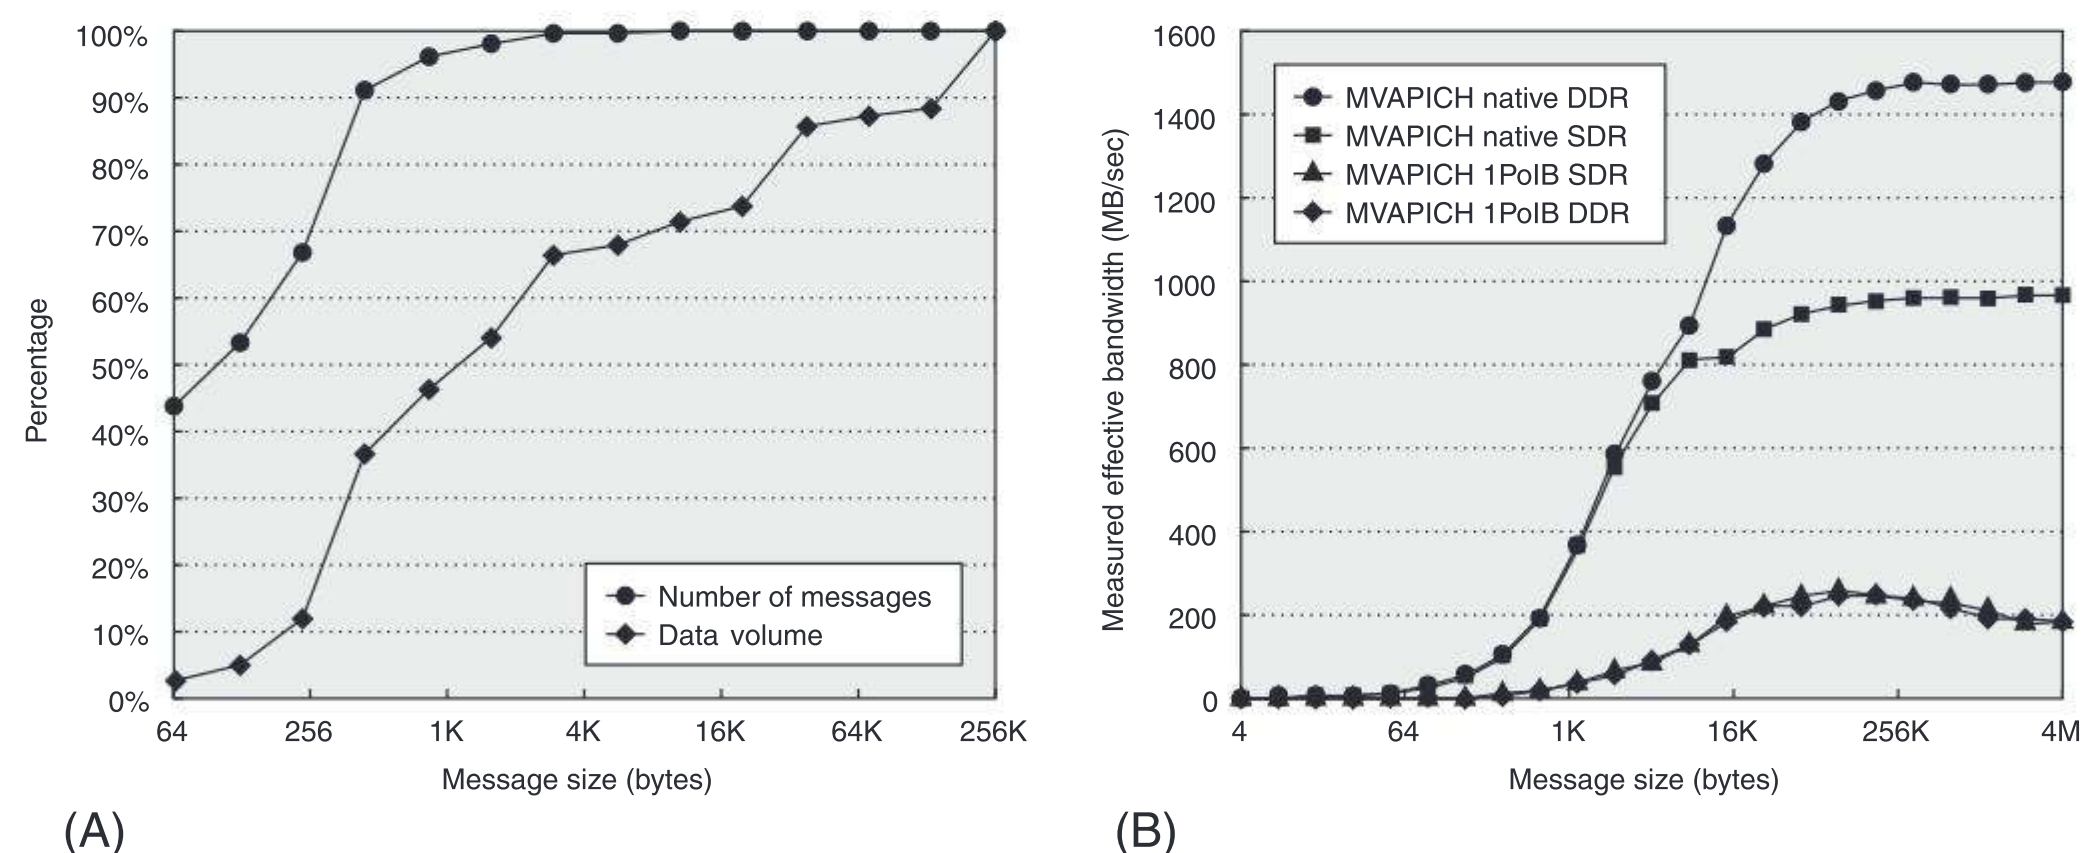 100%
90%
80%
70%
60%
50%
40%
30%
20%
10%
0%
Percentage
Number of messages
Data volume
64 256 1K 4K 16K 64K 256K
Message size (bytes)
(A)
1600
1400
1200
1000
800
600
400
200
0
Measured effective bandwidth (MB/sec)
MVAPICH native DDR
MVAPICH native SDR
MVAPICH 1PoIB SDR
MVAPICH 1PoIB DDR
4 64 1K 16K 256K 4M
Message size (bytes)
(B)